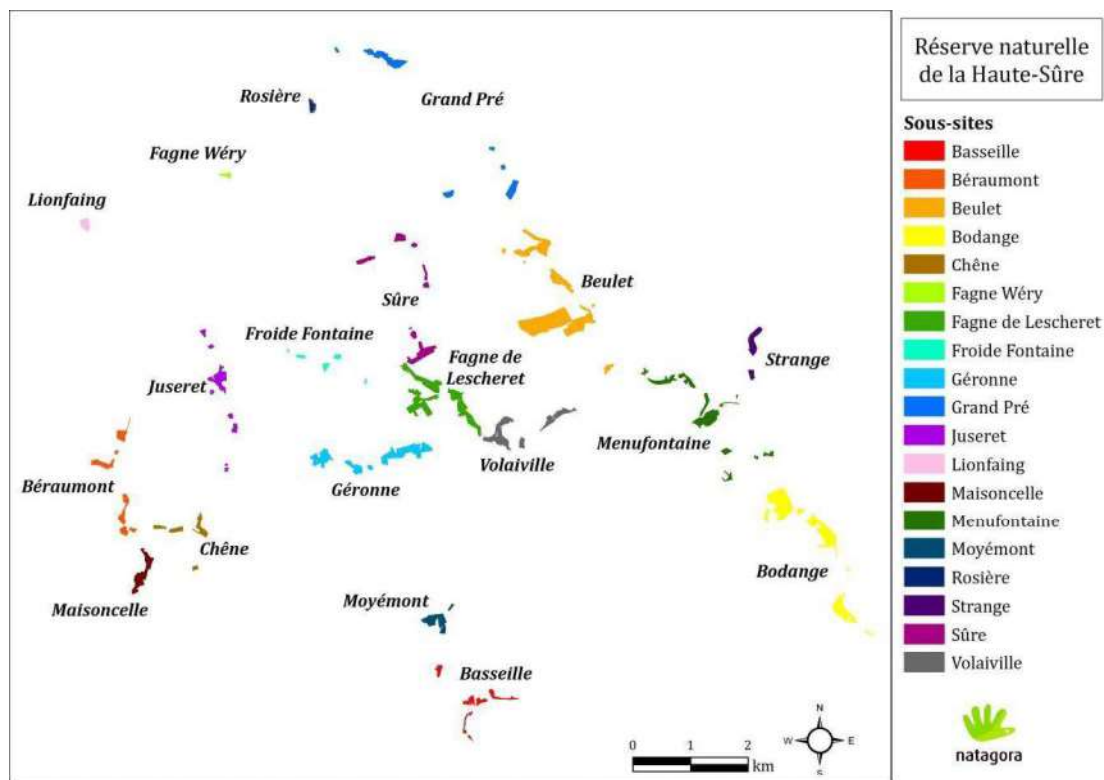 Réserve naturelle
de la Haute-Sûre
Sous-sites
Basseille
Béraumont
Beulet
Bodange
Chêne
Fagne Wéry
Fagne de Lescheret
Froide Fontaine
Géronne
Grand Pré
Juseret
Lionfaing
Maisoncelle
Menufontaine
Moyémont
Rosière
Strange
Sûre
Volaiville
natagora
Rosière
Grand Pré
Fagne Wéry
Lionfaing
Sûre
Beulet
Froide Fontaine
Fagne de
Lescheret
Strange
Juseret
Menufontaine
Volaiville
Géronne
Béraumont
Chêne
Bodange
Maisoncelle
Moyémont
Basseille
N
W E
S
0 1 2
km